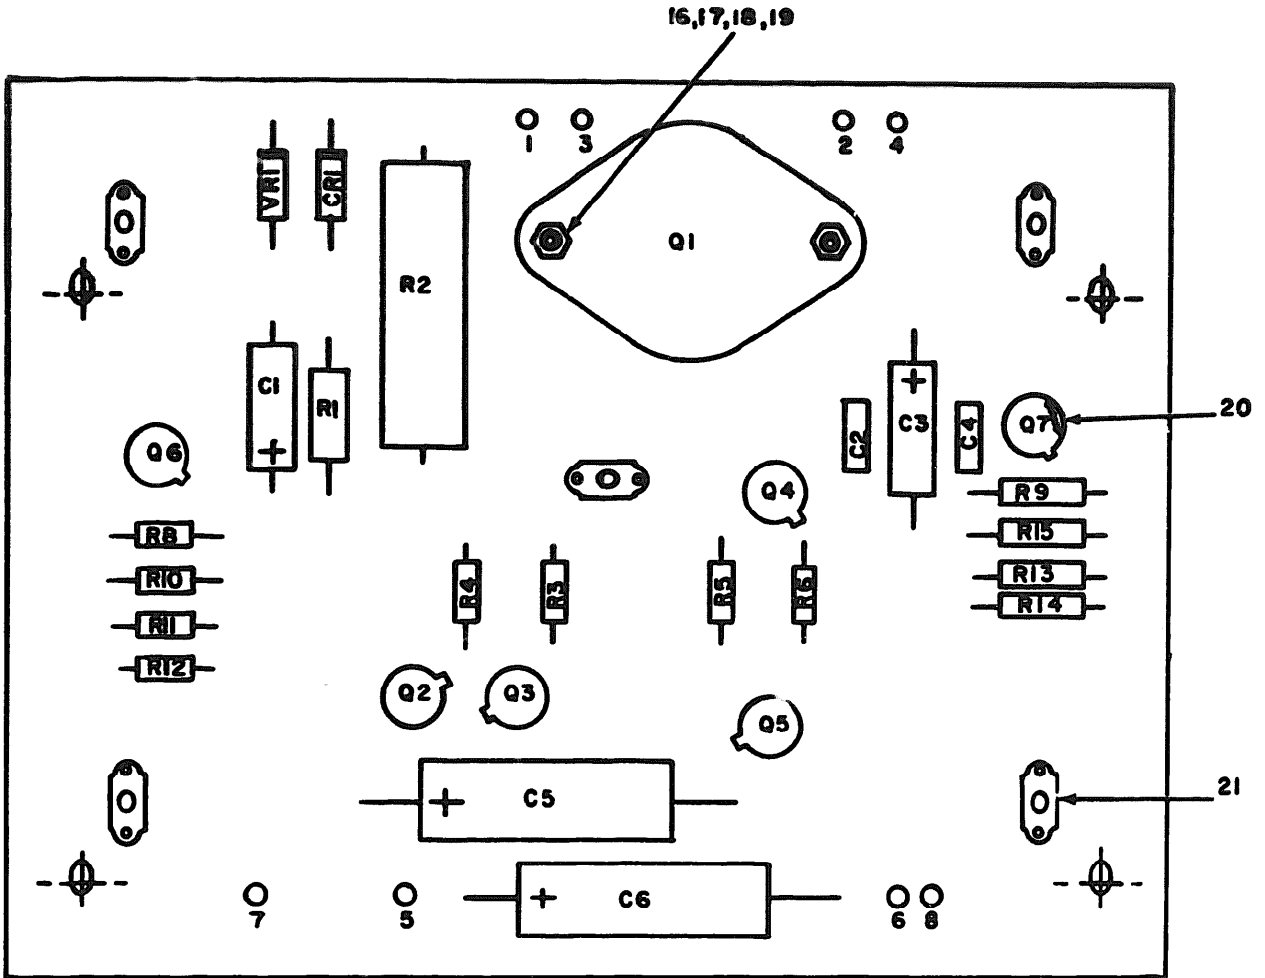 16,17,18,19
1 3 2 4
VR1 CR1
Q1
R2
C1
R1
C2 C3 C4 Q7 20
Q6
Q4
R9
R8
R15
R10
R4 R3 R5 R6
R13
R14
R11
R12
Q2 Q3
Q5
C5
21
C6
7 5 6 8